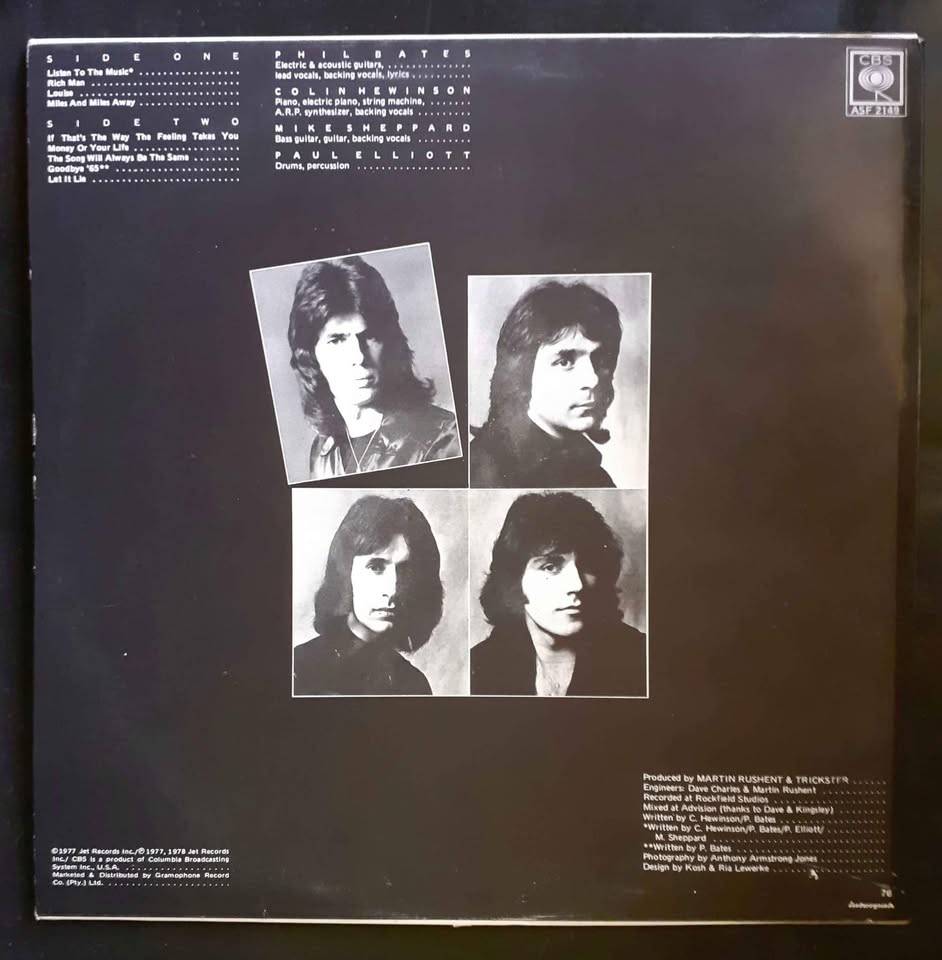 SIDE ONE
Listen To The Music*
Rich Man
Louise
Miles And Miles Away
SIDE TWO
If That's The Way The Feeling Takes You
Money Or Your Life
The Song Will Always Be The Same
Goodbye '65**
Let It Lie
PHIL BATES
Electric & acoustic guitars,
lead vocals, backing vocals, lyrics
COLIN HEWINSON
Piano, electric piano, string machine,
A.R.P. synthesizer, backing vocals
MIKE SHEPPARD
Bass guitar, guitar, backing vocals
PAUL ELLIOTT
Drums, percussion
CBS
ASF 2149
©1977 Jet Records Inc./℗1977, 1978 Jet Records
Inc./ CBS is a product of Columbia Broadcasting
System Inc., U.S.A.
Marketed & Distributed by Gramophone Record
Co. (Pty.) Ltd.
Produced by MARTIN RUSHENT & TRICKSTER
Engineers: Dave Charles & Martin Rushent
Recorded at Rockfield Studios
Mixed at Advision (thanks to Dave & Kingsley)
Written by C. Hewinson/P. Bates
*Written by C. Hewinson/P. Bates/P. Elliott/
M. Sheppard
**Written by P. Bates
Photography by Anthony Armstrong Jones
Design by Kosh & Ria Lewerke